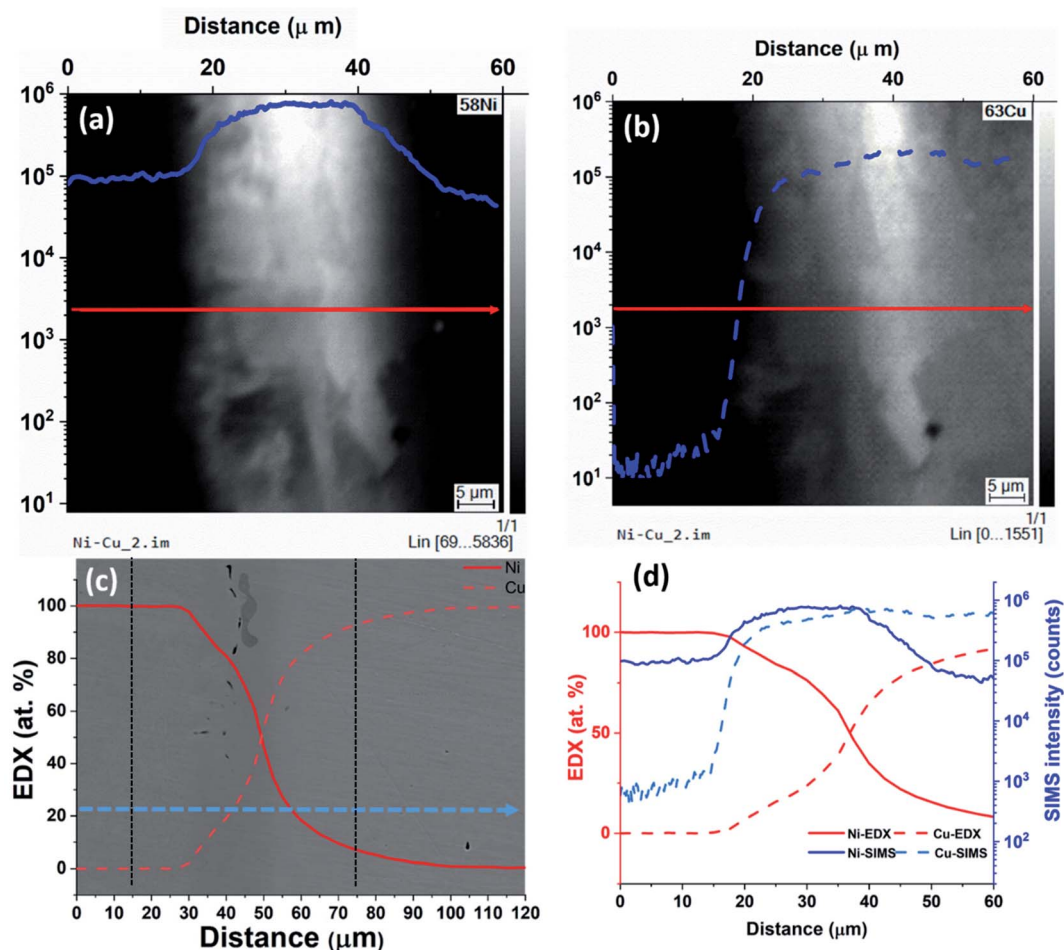 Distance (μ m)
0 20 40 60
10⁶
10⁵
10⁴
10³
10²
10¹
(a)
58Ni
5 μm
1/1
Ni-Cu_2.im
Lin [69...5836]
Distance (μ m)
0 20 40 60
10⁶
10⁵
10⁴
10³
10²
10¹
(b)
63Cu
5 μm
1/1
Ni-Cu_2.im
Lin [0...1551]
(c)
Ni
Cu
EDX (at. %)
100
80
60
40
20
0
0 10 20 30 40 50 60 70 80 90 100 110 120
Distance (μm)
(d)
EDX (at. %)
100
50
0
SIMS intensity (counts)
10⁶
10⁵
10⁴
10³
10²
Ni-EDX Cu-EDX
Ni-SIMS Cu-SIMS
0 10 20 30 40 50 60
Distance (μm)